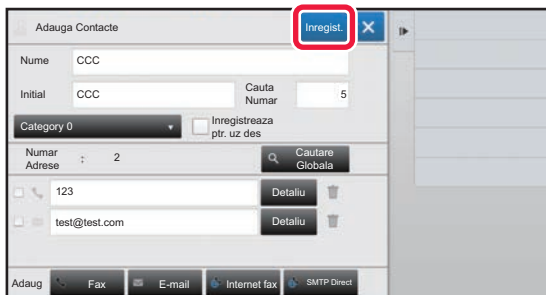 Adauga Contacte
Inregist.
Nume
CCC
Initial
CCC
Cauta
Numar
5
Category 0
Inregistreaza
ptr. uz des
Numar
Adrese
:
2
Cautare
Globala
123
Detaliu
test@test.com
Detaliu
Adaug
Fax
E-mail
Internet fax
SMTP Direct